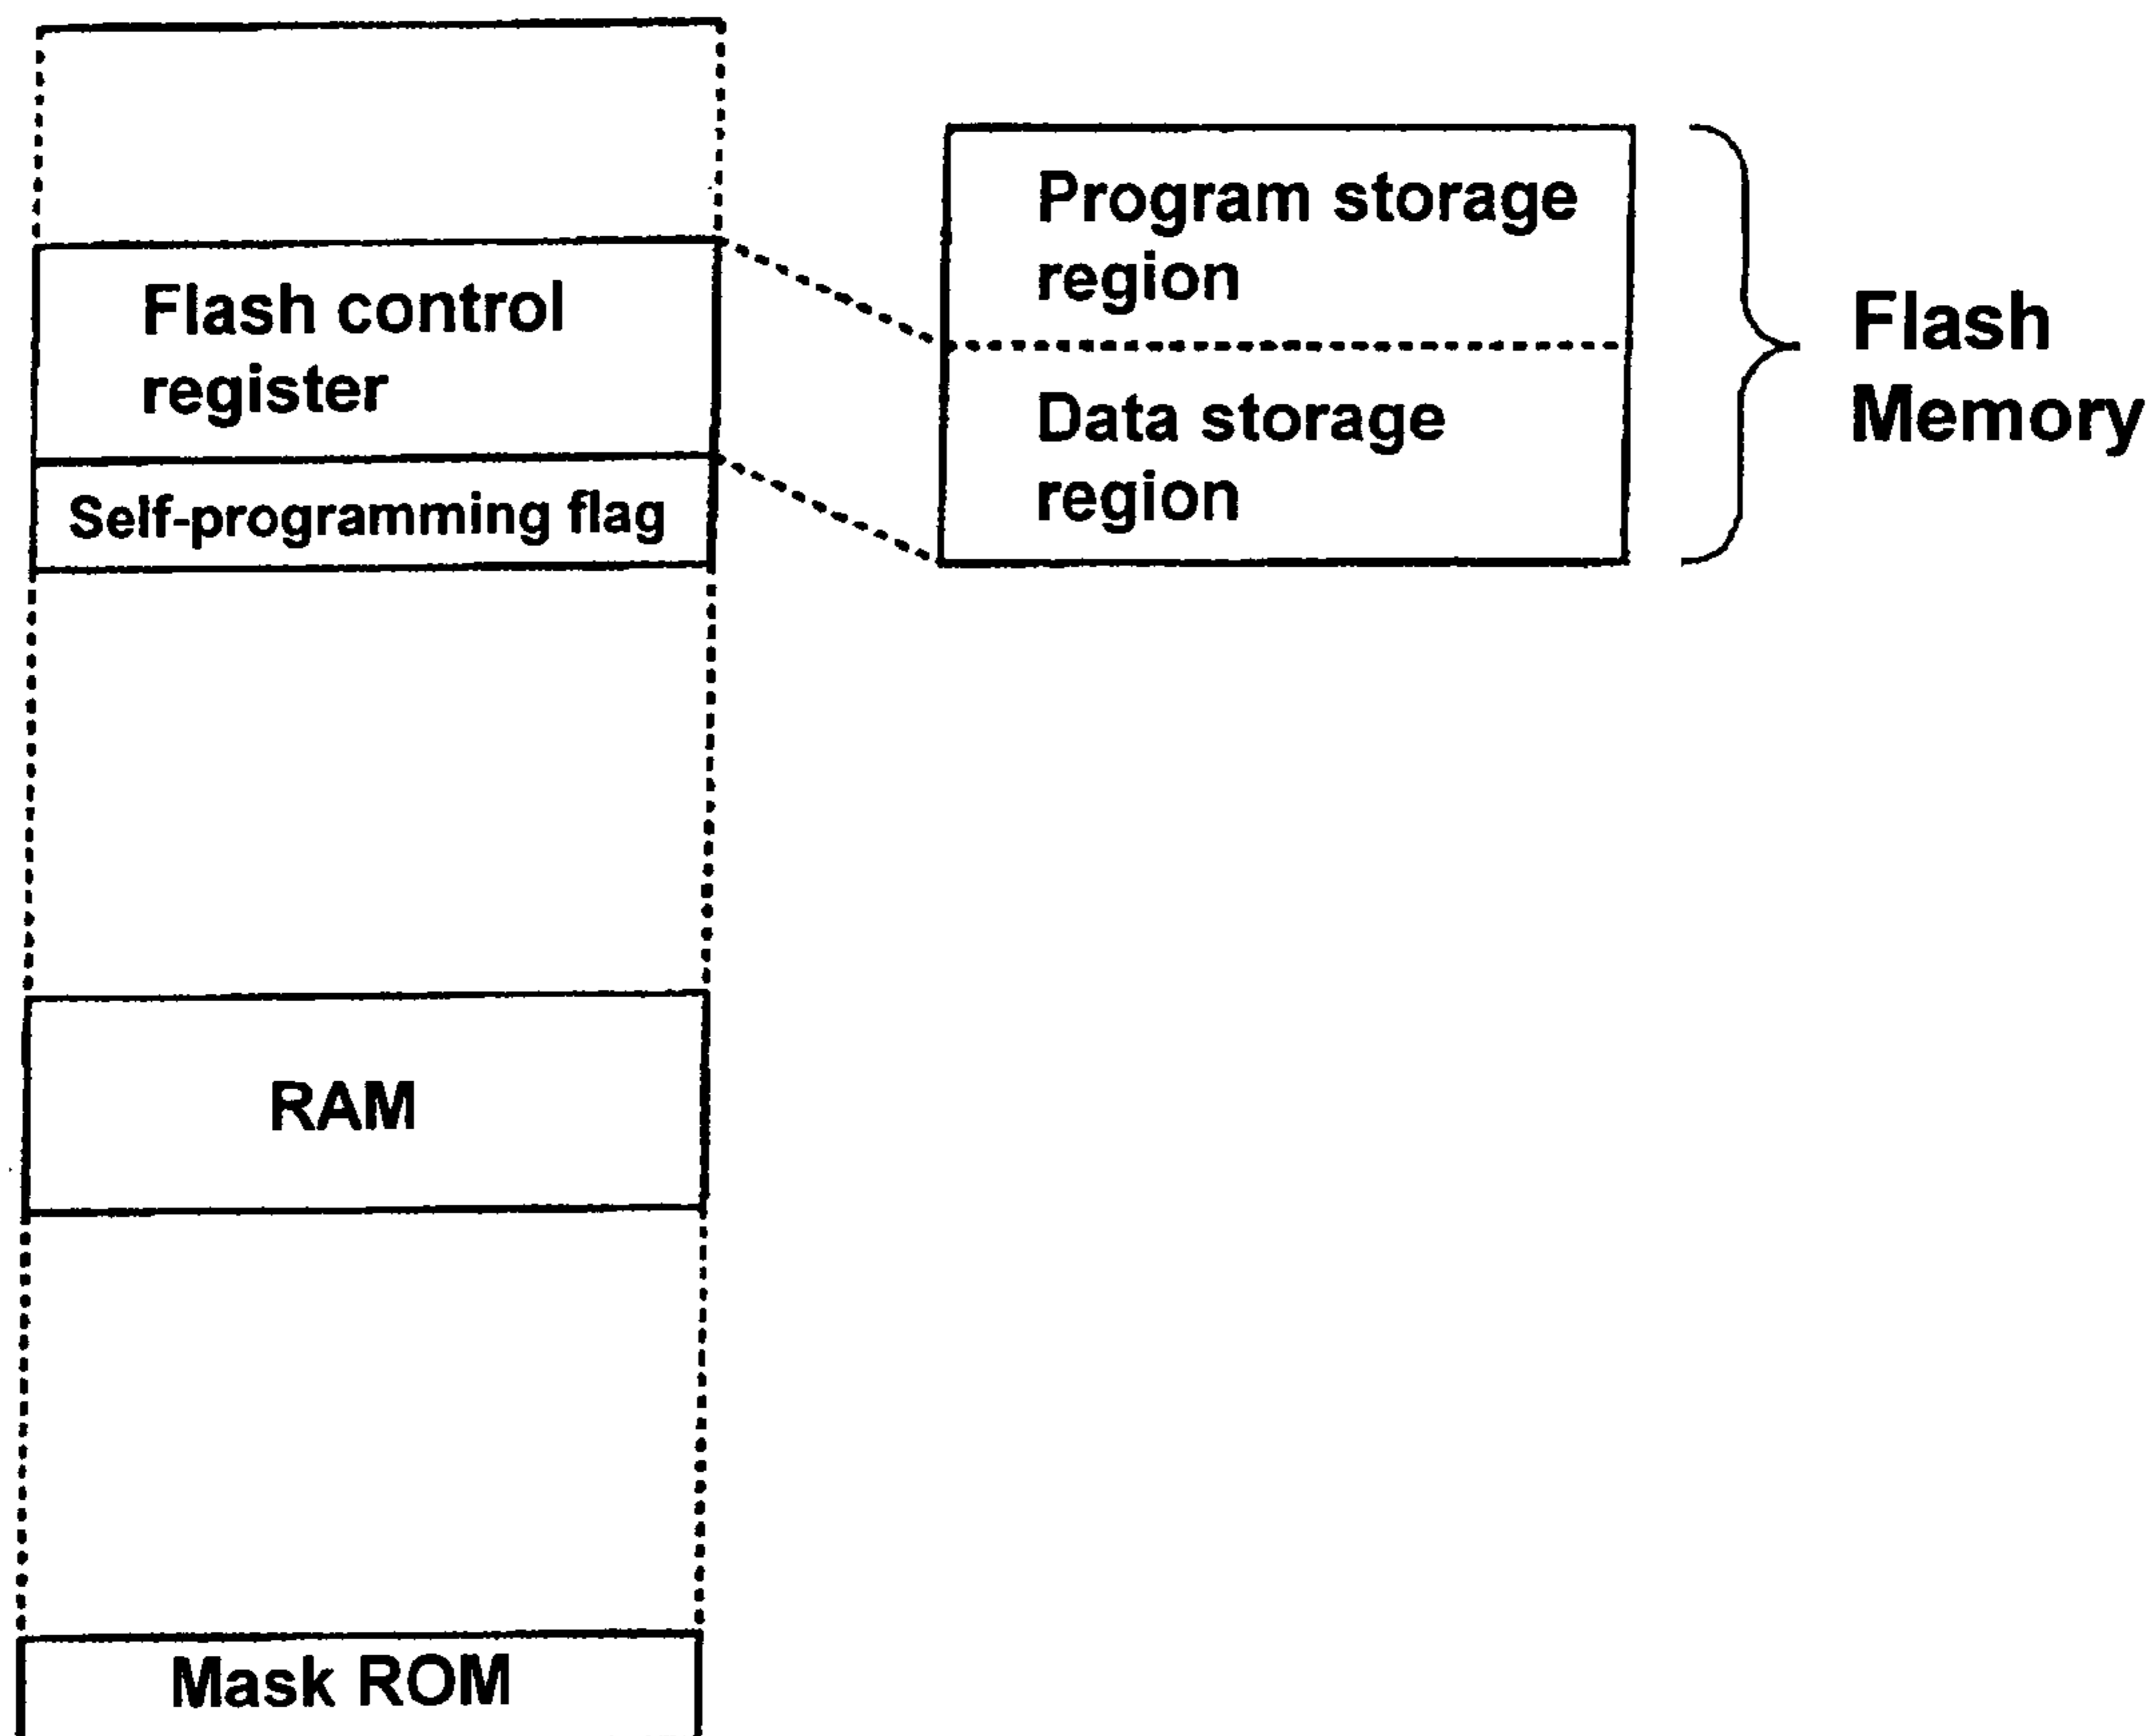 Flash control
register
Self-programming flag
RAM
Mask ROM
Program storage
region
Data storage
region
Flash
Memory